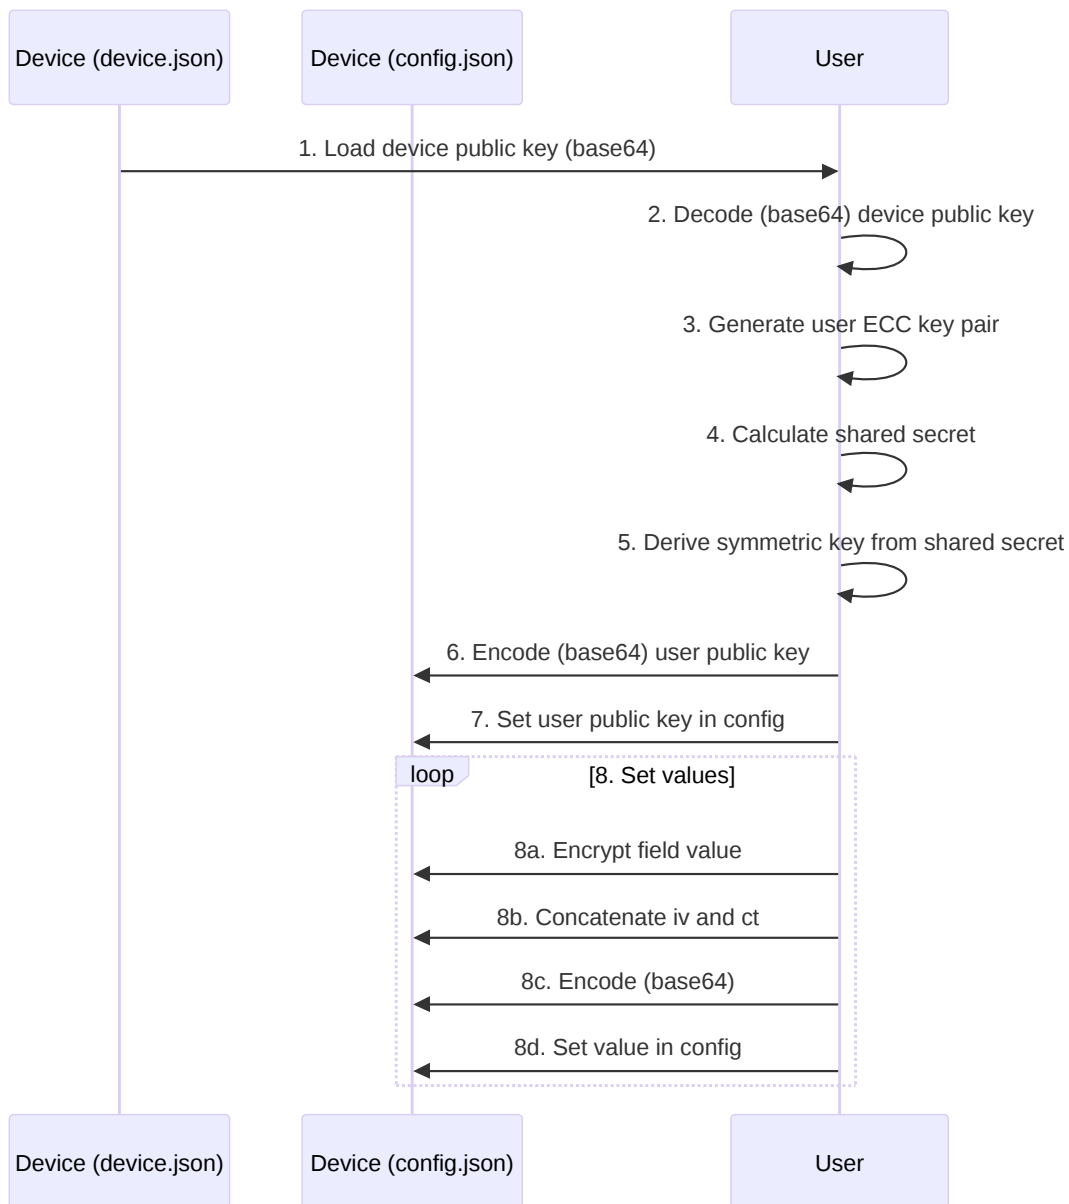 Device (device.json)
Device (config.json)
User
1. Load device public key (base64)
2. Decode (base64) device public key
3. Generate user ECC key pair
4. Calculate shared secret
5. Derive symmetric key from shared secret
6. Encode (base64) user public key
7. Set user public key in config
loop
[8. Set values]
8a. Encrypt field value
8b. Concatenate iv and ct
8c. Encode (base64)
8d. Set value in config
Device (device.json)
Device (config.json)
User